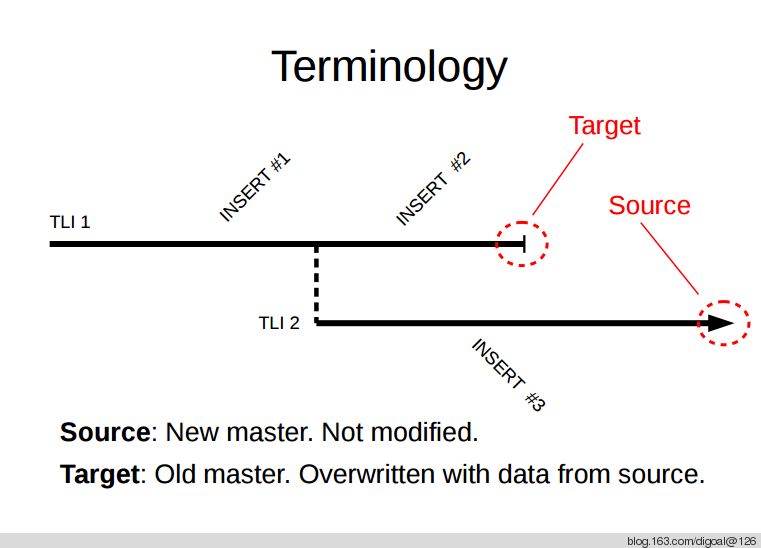 Terminology
Target
INSERT #1
INSERT #2
Source
TLI 1
TLI 2
INSERT #3
Source: New master. Not modified.
Target: Old master. Overwritten with data from source.
blog.163.com/digoal@126